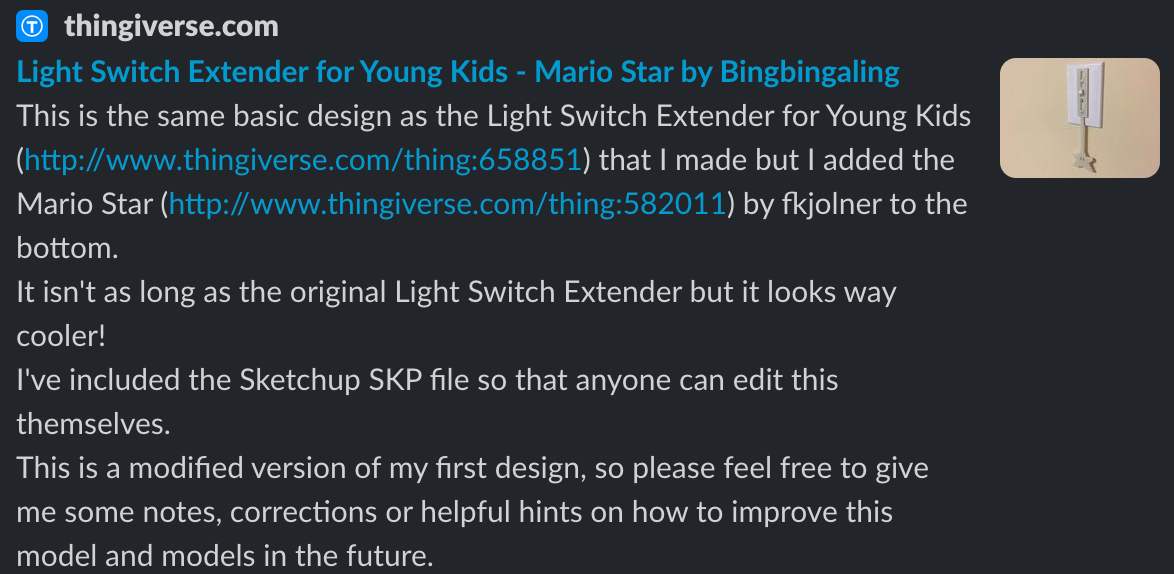 thingiverse.com
Light Switch Extender for Young Kids - Mario Star by Bingbingaling
This is the same basic design as the Light Switch Extender for Young Kids
(http://www.thingiverse.com/thing:658851) that I made but I added the
Mario Star (http://www.thingiverse.com/thing:582011) by fkjolner to the
bottom.
It isn't as long as the original Light Switch Extender but it looks way
cooler!
I've included the Sketchup SKP file so that anyone can edit this
themselves.
This is a modified version of my first design, so please feel free to give
me some notes, corrections or helpful hints on how to improve this
model and models in the future.